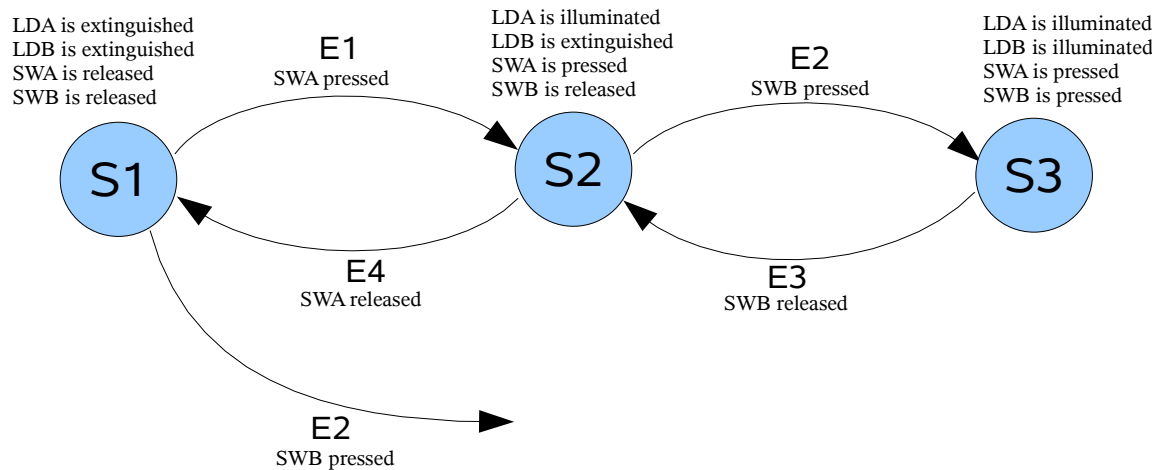 LDA is extinguished
LDB is extinguished
SWA is released
SWB is released
E1
SWA pressed
LDA is illuminated
LDB is extinguished
SWA is pressed
SWB is released
E2
SWB pressed
LDA is illuminated
LDB is illuminated
SWA is pressed
SWB is pressed
S1
S2
S3
E4
SWA released
E3
SWB released
E2
SWB pressed